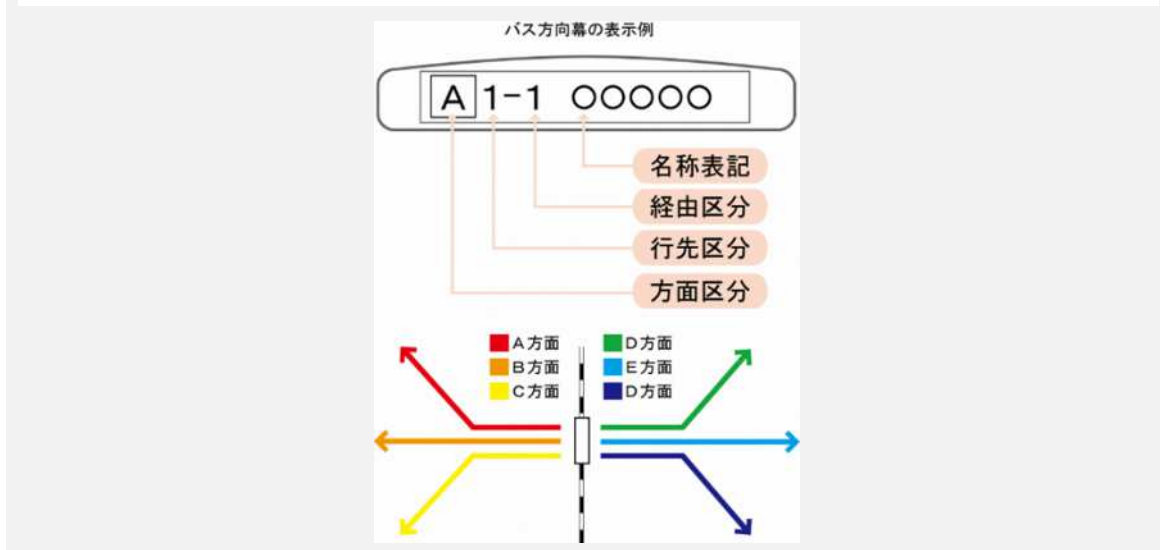 バス方向幕の表示例
A 1-1 ○○○○○
名称表記
経由区分
行先区分
方面区分
A方面
B方面
C方面
D方面
E方面
D方面